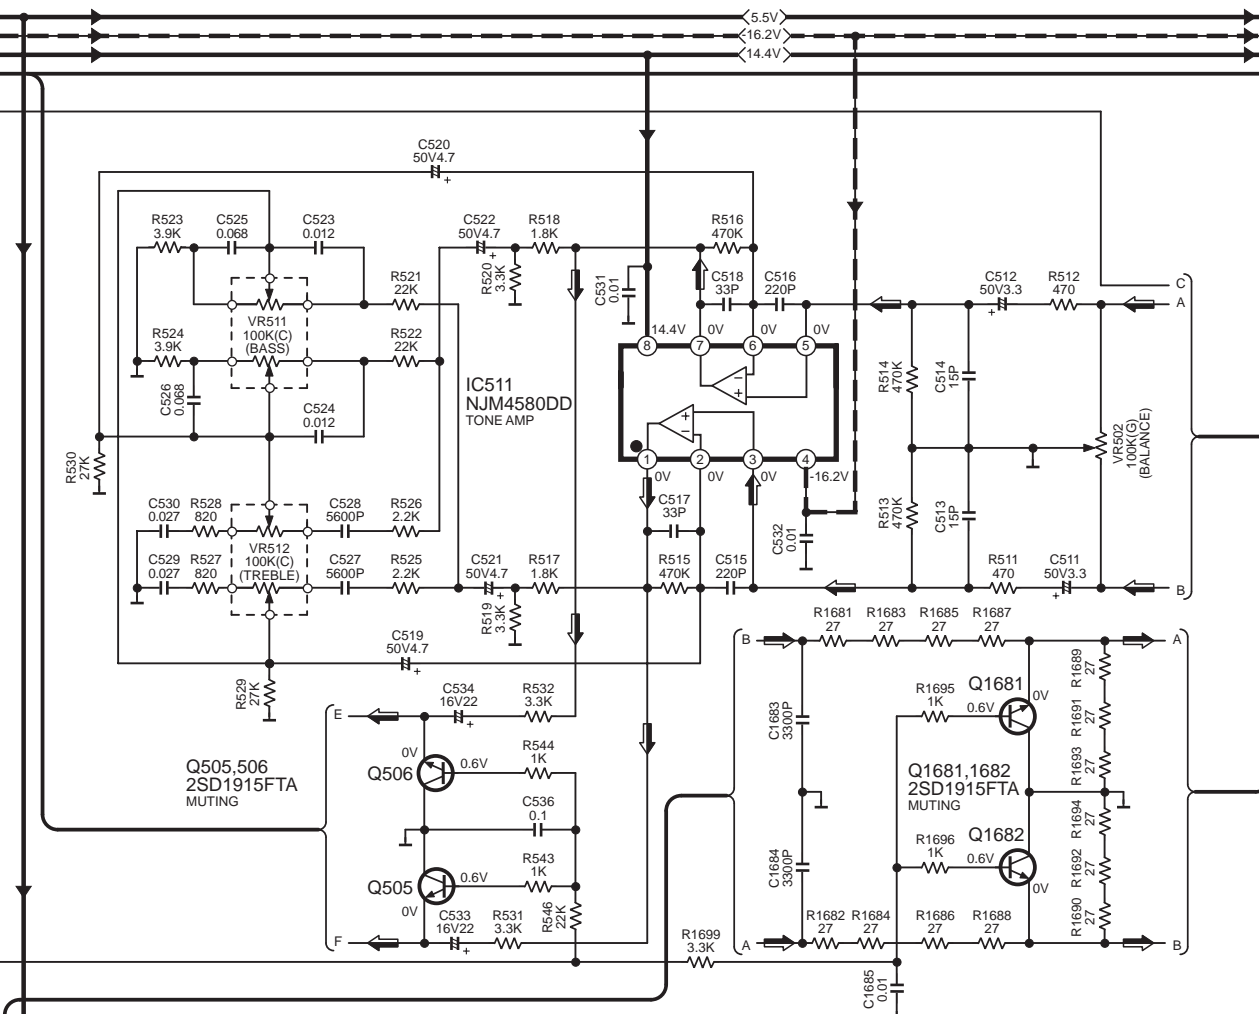 5.5V
-16.2V
14.4V
C520
50V4.7
R523
3.9K
C525
0.068
C523
0.012
C522
50V4.7
+
R518
1.8K
R516
470K
R520
3.3K
R521
22K
C531
0.01
C518
33P
C516
220P
C512
50V3.3
+
R512
470
C
A
VR511
100K(C)
(BASS)
R524
3.9K
R522
22K
14.4V
0V
0V
0V
8
7
6
5
C526
0.068
C524
0.012
IC511
NJM4580DD
TONE AMP
−
+
+
−
R514
470K
C514
15P
VR502
100K(G)
(BALANCE)
R530
27K
1
2
3
4
0V
0V
0V
-16.2V
C530
0.027
R528
820
C528
5600P
R526
2.2K
C517
33P
C532
0.01
R513
470K
C513
15P
VR512
100K(C)
(TREBLE)
C529
0.027
R527
820
C527
5600P
R525
2.2K
C521
50V4.7
+
R517
1.8K
R515
470K
C515
220P
R511
470
C511
50V3.3
+
B
R519
3.3K
C519
50V4.7
+
R529
27K
R1681
27
R1683
27
R1685
27
R1687
27
B
A
R1689
27
E
C534
16V22
+
R532
3.3K
R1695
1K
Q1681
0.6V
0V
C1683
3300P
R1691
27
0V
Q506
0.6V
R544
1K
Q505,506
2SD1915FTA
MUTING
Q1681,1682
2SD1915FTA
MUTING
R1693
27
C536
0.1
R1694
27
R1696
1K
Q1682
0.6V
0V
C1684
3300P
R1692
27
Q505
0.6V
0V
R543
1K
R546
22K
R1690
27
F
C533
16V22
+
R531
3.3K
A
R1682
27
R1684
27
R1686
27
R1688
27
B
R1699
3.3K
C1685
0.01
+